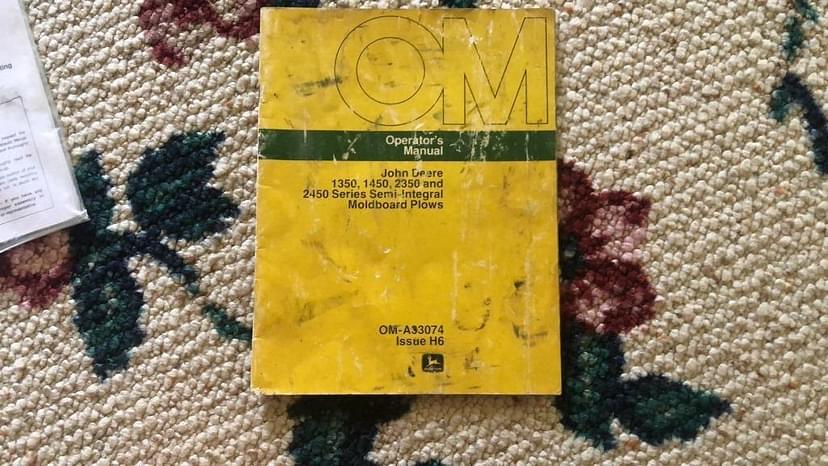 OM
Operator's
Manual
John Deere
1350, 1450, 2350 and
2450 Series Semi-Integral
Moldboard Plows
OM-A33074
Issue H6